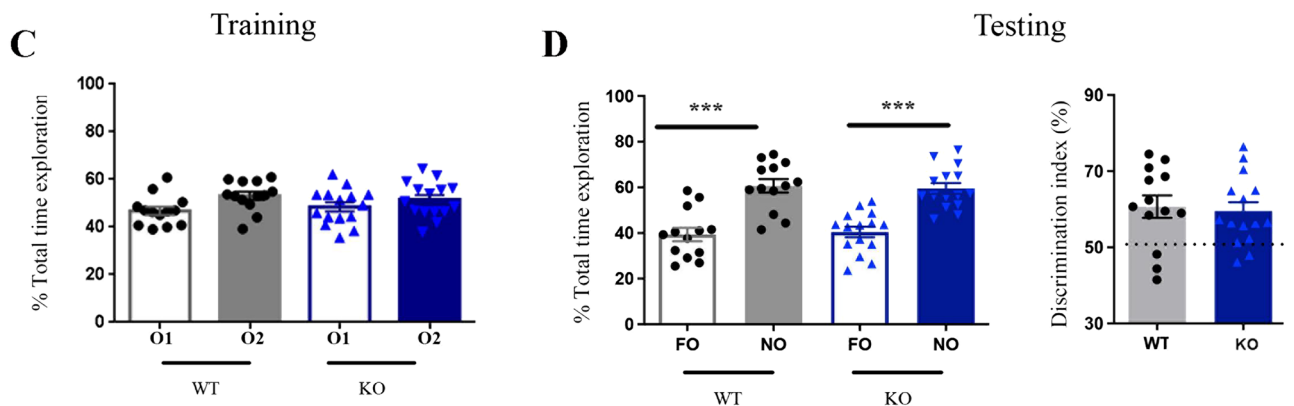 Training
Testing
C
% Total time exploration
100
80
60
40
20
0
O1
O2
O1
O2
WT
KO
D
% Total time exploration
100
80
60
40
20
0
***
***
FO
NO
FO
NO
WT
KO
Discrimination index (%)
90
70
50
30
WT
KO